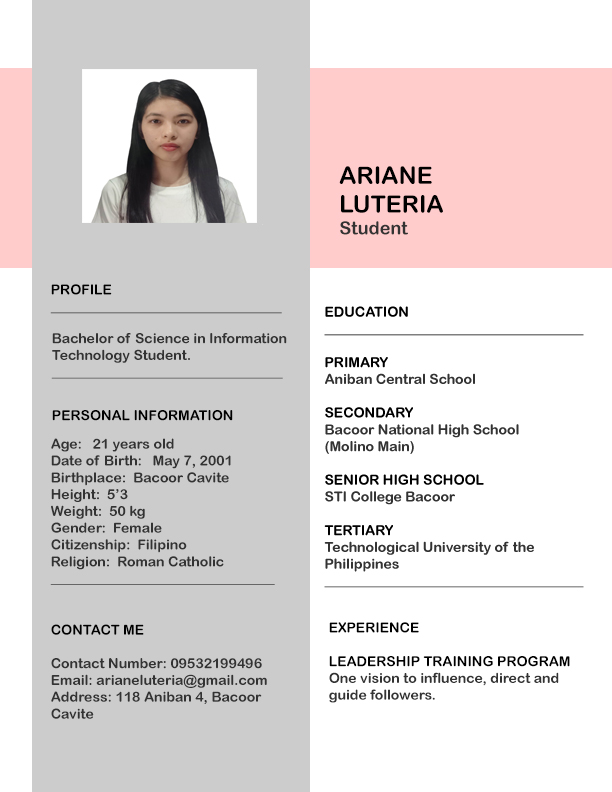 ARIANE
LUTERIA
Student
PROFILE
Bachelor of Science in Information
Technology Student.
PERSONAL INFORMATION
Age: 21 years old
Date of Birth: May 7, 2001
Birthplace: Bacoor Cavite
Height: 5’3
Weight: 50 kg
Gender: Female
Citizenship: Filipino
Religion: Roman Catholic
CONTACT ME
Contact Number: 09532199496
Email: arianeluteria@gmail.com
Address: 118 Aniban 4, Bacoor
Cavite
EDUCATION
PRIMARY
Aniban Central School
SECONDARY
Bacoor National High School
(Molino Main)
SENIOR HIGH SCHOOL
STI College Bacoor
TERTIARY
Technological University of the
Philippines
EXPERIENCE
LEADERSHIP TRAINING PROGRAM
One vision to influence, direct and
guide followers.